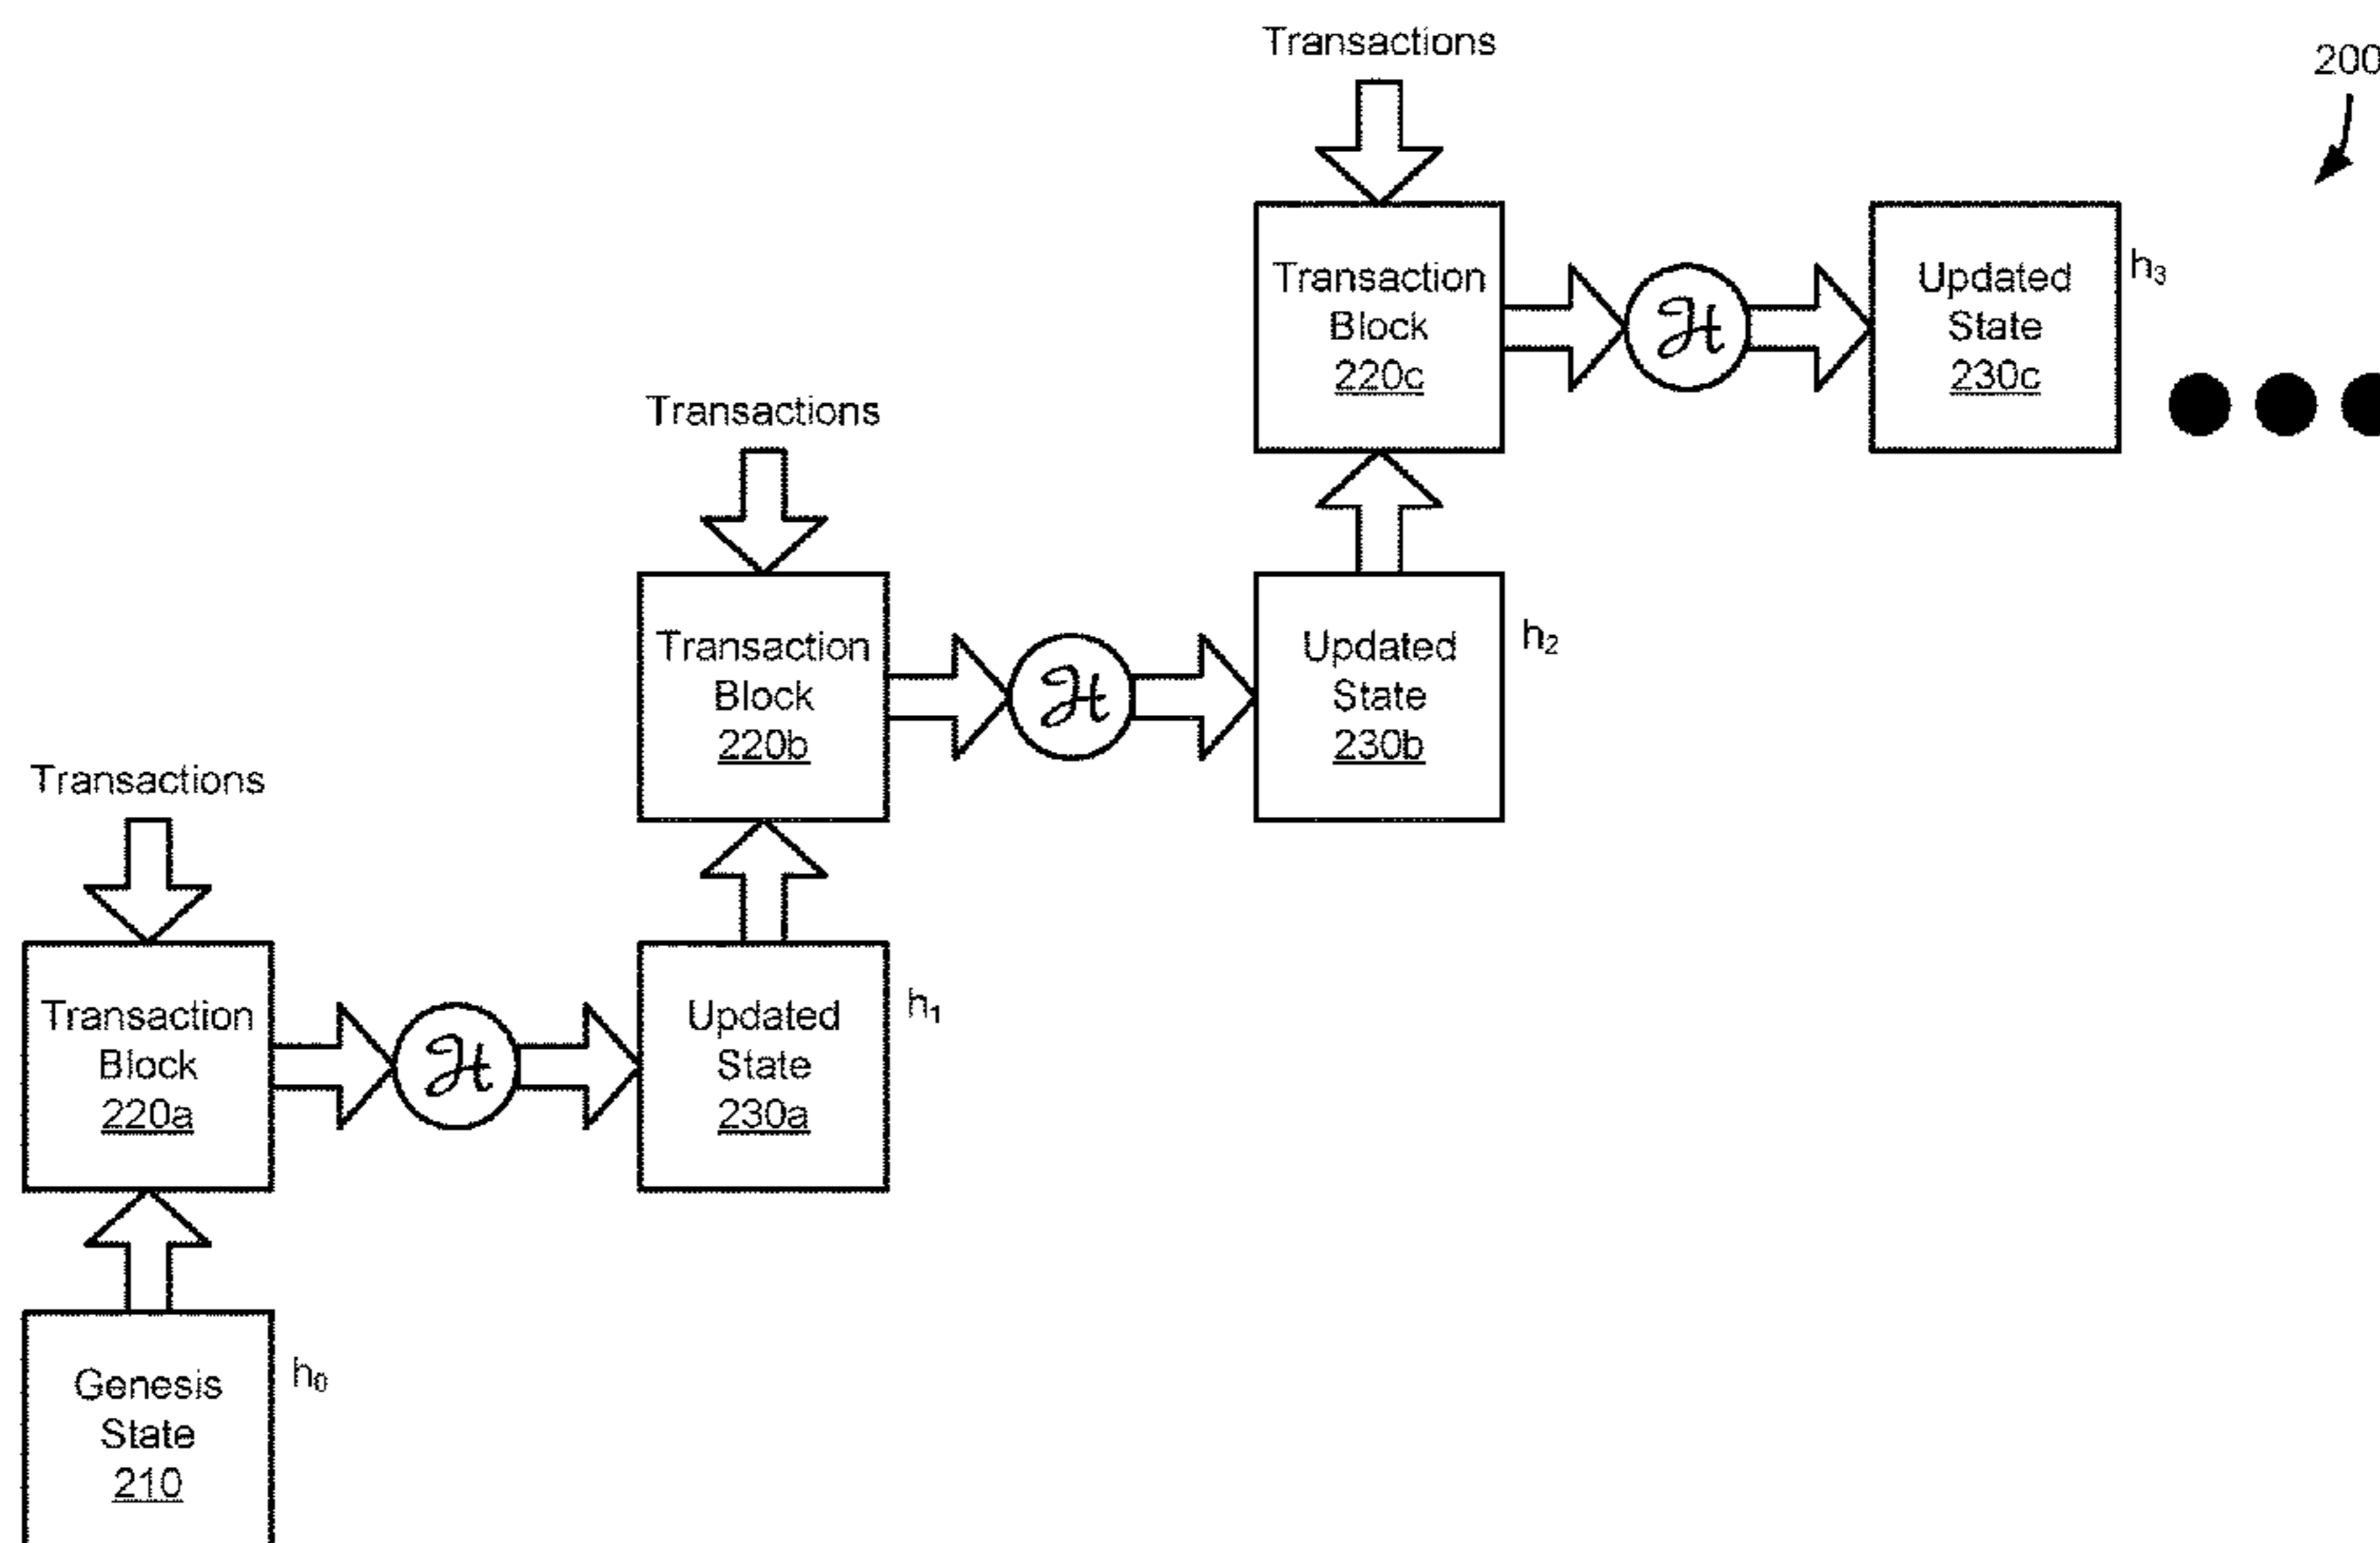 Transactions
200
Transaction
Block
220c
ℋ
Updated
State
230c
h₃
Transactions
Transaction
Block
220b
ℋ
Updated
State
230b
h₂
Transactions
Transaction
Block
220a
ℋ
Updated
State
230a
h₁
Genesis
State
210
h₀